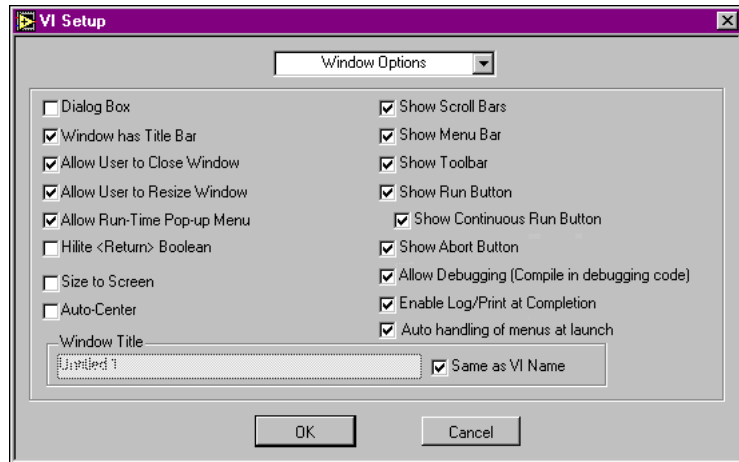 VI Setup
Window Options
Dialog Box
Window has Title Bar
Allow User to Close Window
Allow User to Resize Window
Allow Run-Time Pop-up Menu
Hilite <Return> Boolean
Size to Screen
Auto-Center
Show Scroll Bars
Show Menu Bar
Show Toolbar
Show Run Button
Show Continuous Run Button
Show Abort Button
Allow Debugging (Compile in debugging code)
Enable Log/Print at Completion
Auto handling of menus at launch
Window Title
Untitled 1
Same as VI Name
OK
Cancel